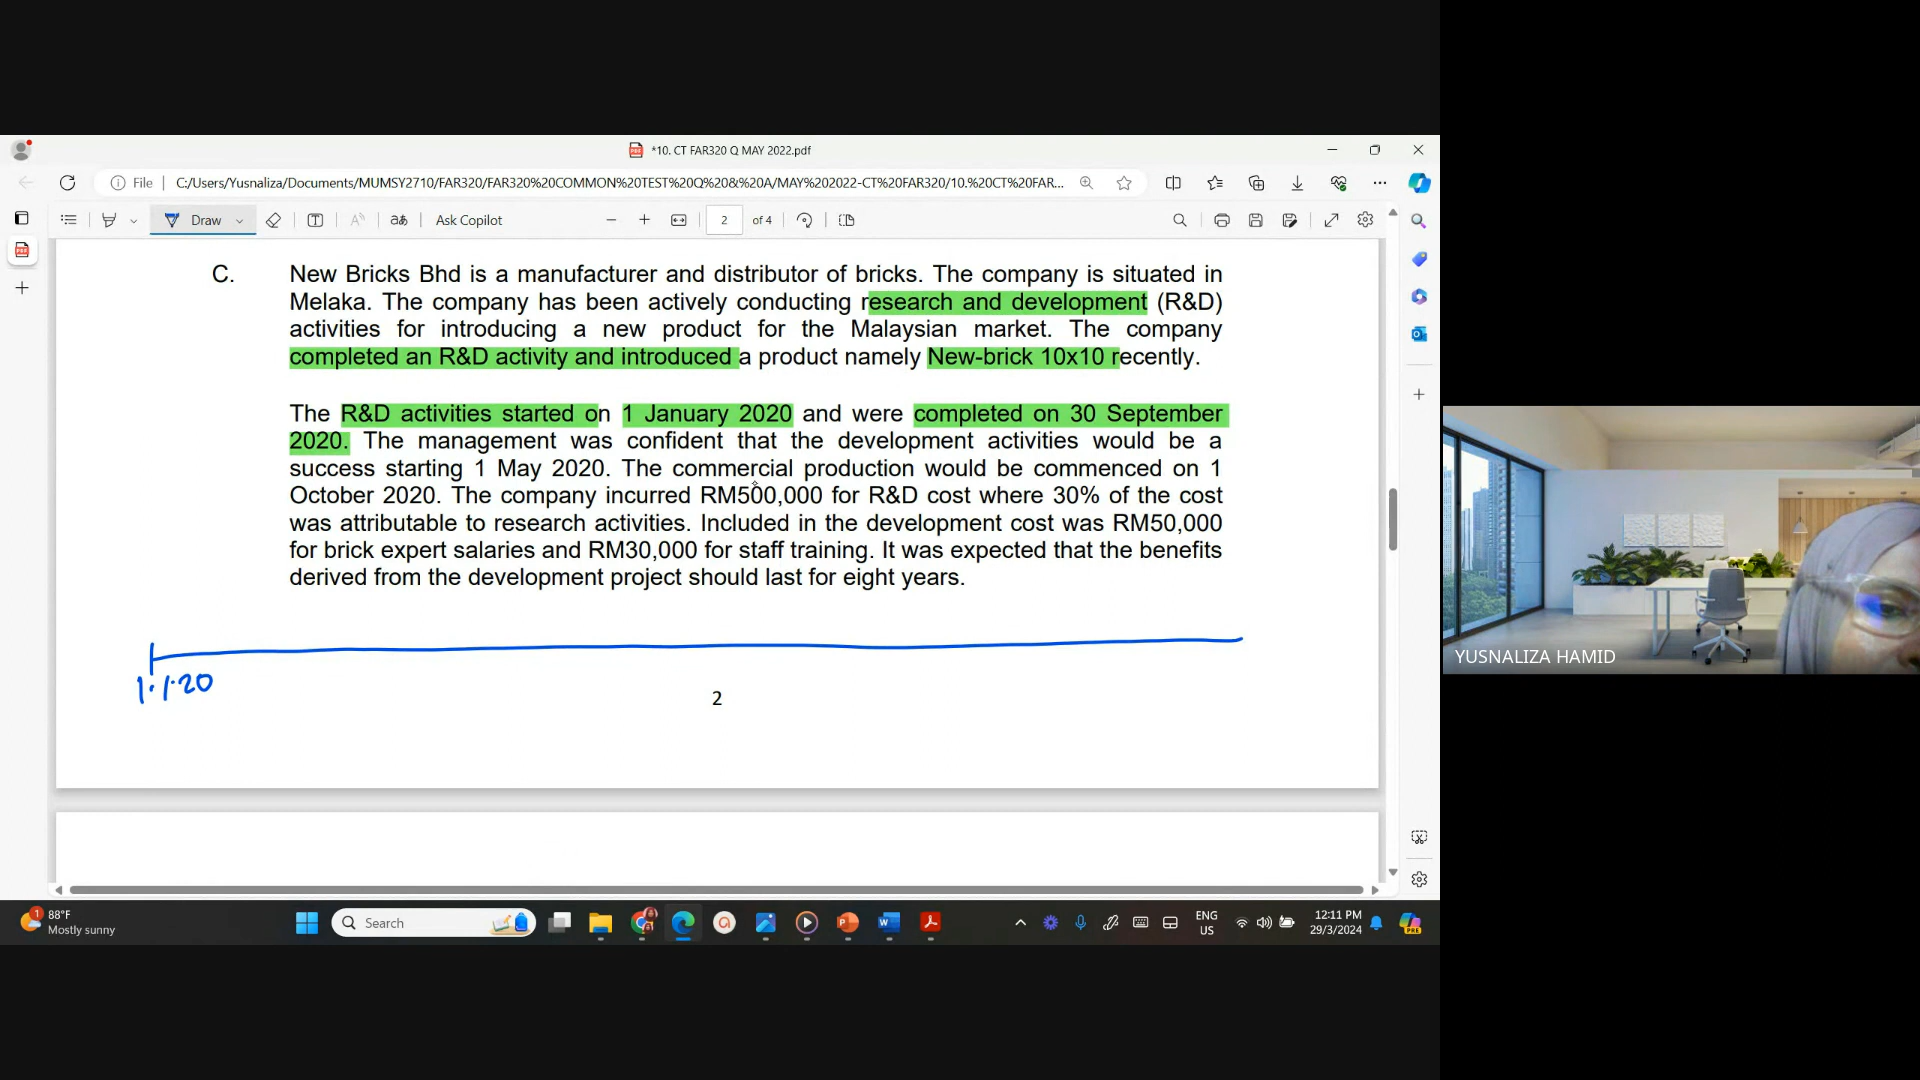 *10. CT FAR320 Q MAY 2022.pdf
File
C:/Users/Yusnaliza/Documents/MUMSY2710/FAR320/FAR320%20COMMON%20TEST%20Q%20&%20A/MAY%202022-CT%20FAR320/10.%20CT%20FAR...
Draw
aあ
Ask Copilot
2 of 4
C. New Bricks Bhd is a manufacturer and distributor of bricks. The company is situated in
Melaka. The company has been actively conducting research and development (R&D)
activities for introducing a new product for the Malaysian market. The company
completed an R&D activity and introduced a product namely New-brick 10x10 recently.
The R&D activities started on 1 January 2020 and were completed on 30 September
2020. The management was confident that the development activities would be a
success starting 1 May 2020. The commercial production would be commenced on 1
October 2020. The company incurred RM500,000 for R&D cost where 30% of the cost
was attributable to research activities. Included in the development cost was RM50,000
for brick expert salaries and RM30,000 for staff training. It was expected that the benefits
derived from the development project should last for eight years.
1.1.20
2
YUSNALIZA HAMID
1
88°F
Mostly sunny
Search
ENG
US
12:11 PM
29/3/2024
PRE